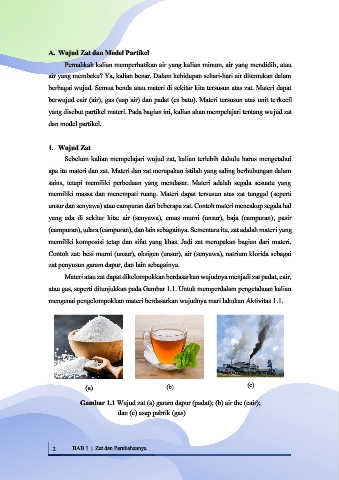 A. Wujud Zat dan Model Partikel
Pernahkah kalian memperhatikan air yang kalian minum, air yang mendidih, atau
air yang membeku? Ya, kalian benar. Dalam kehidupan sehari-hari air ditemukan dalam
berbagai wujud. Semua benda atau materi di sekitar kita tersusun atas zat. Materi dapat
berwujud cair (air), gas (uap air) dan padat (es batu). Materi tersusun atas unit terkecil
yang disebut partikel materi. Pada bagian ini, kalian akan mempelajari tentang wujud zat
dan model partikel.
1. Wujud Zat
Sebelum kalian mempelajari wujud zat, kalian terlebih dahulu harus mengetahui
apa itu materi dan zat. Materi dan zat merupakan istilah yang saling berhubungan dalam
sains, tetapi memiliki perbedaan yang mendasar. Materi adalah segala sesuatu yang
memiliki massa dan menempati ruang. Materi dapat tersusun atas zat tunggal (seperti
unsur dan senyawa) atau campuran dari beberapa zat. Contoh materi mencakup segala hal
yang ada di sekitar kita: air (senyawa), emas murni (unsur), baja (campuran), pasir
(campuran), udara (campuran), dan lain sebagainya. Sementara itu, zat adalah materi yang
memiliki komposisi tetap dan sifat yang khas. Jadi zat merupakan bagian dari materi.
Contoh zat: besi murni (unsur), oksigen (unsur), air (senyawa), natrium klorida sebagai
zat penyusun garam dapur, dan lain sebagainya.
Materi atau zat dapat dikelompokkan berdasarkan wujudnya menjadi zat padat, cair,
atau gas, seperti ditunjukkan pada Gambar 1.1. Untuk memperdalam pengetahuan kalian
mengenai pengelompokkan materi berdasarkan wujudnya mari lakukan Aktivitas 1.1.
(a) (b) (c)
Gambar 1.1 Wujud zat (a) garam dapur (padat); (b) air the (cair);
dan (c) asap pabrik (gas)
2 BAB 1 | Zat dan Perubahannya